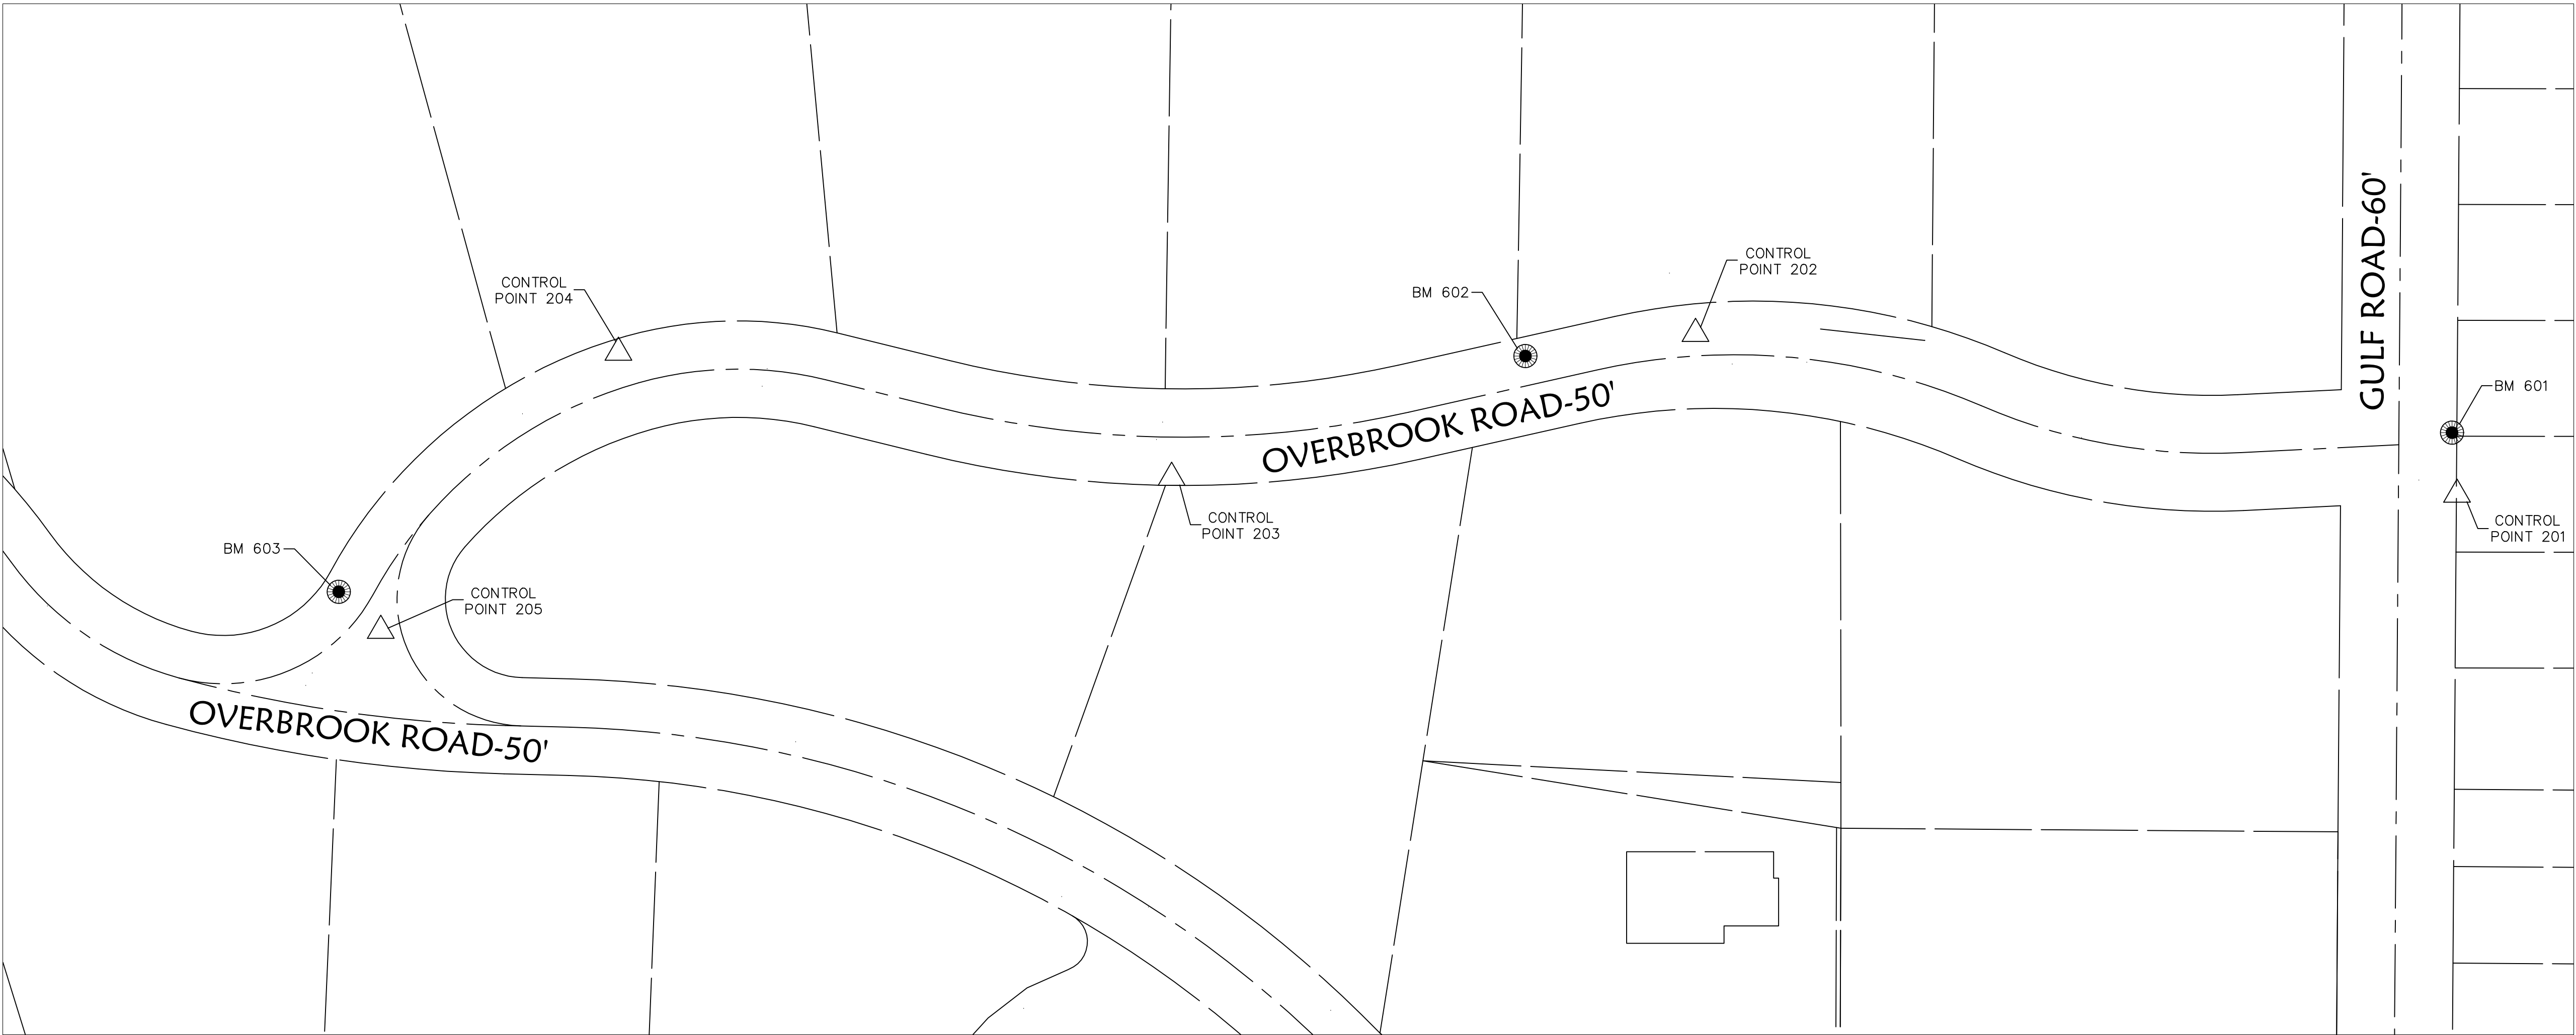 GULF ROAD-60'
CONTROL
POINT 202
CONTROL
POINT 204
BM 602
BM 601
OVERBROOK ROAD-50'
CONTROL
POINT 203
CONTROL
POINT 201
BM 603
CONTROL
POINT 205
OVERBROOK ROAD-50'